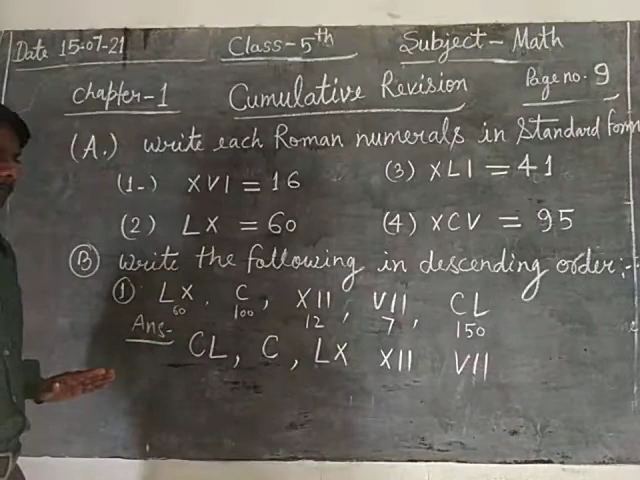 Date 15-07-21 Class-5th Subject-Math
Chapter-1 Cumulative Revision Page no. 9
(A.) Write each Roman numerals in Standard form
(1-) XVI = 16 (3) XLI = 41
(2) LX = 60 (4) XCV = 95
(B) Write the following in descending order:-
(1) LX, C, XII, VII, CL
60 100 12 7, 150
Ans- CL, C, LX XII VII